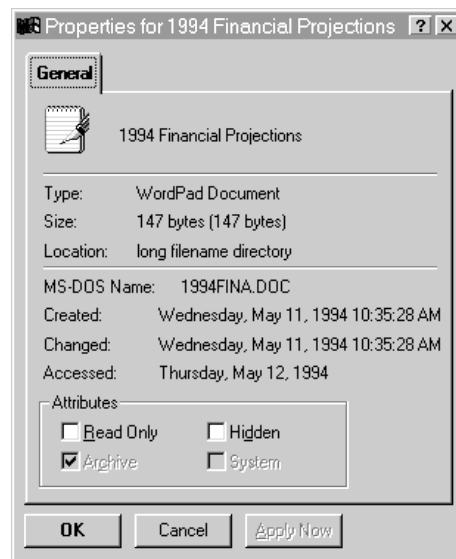 Properties for 1994 Financial Projections
General
1994 Financial Projections
Type: WordPad Document
Size: 147 bytes (147 bytes)
Location: long filename directory
MS-DOS Name: 1994FINA.DOC
Created: Wednesday, May 11, 1994 10:35:28 AM
Changed: Wednesday, May 11, 1994 10:35:28 AM
Accessed: Thursday, May 12, 1994
Attributes
Read Only Hidden
Archive System
OK Cancel Apply Now